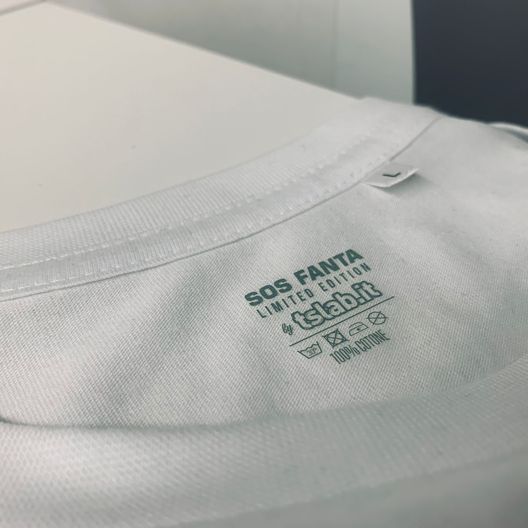 L
SOS FANTA
LIMITED EDITION
by tslab.it
100% COTONE